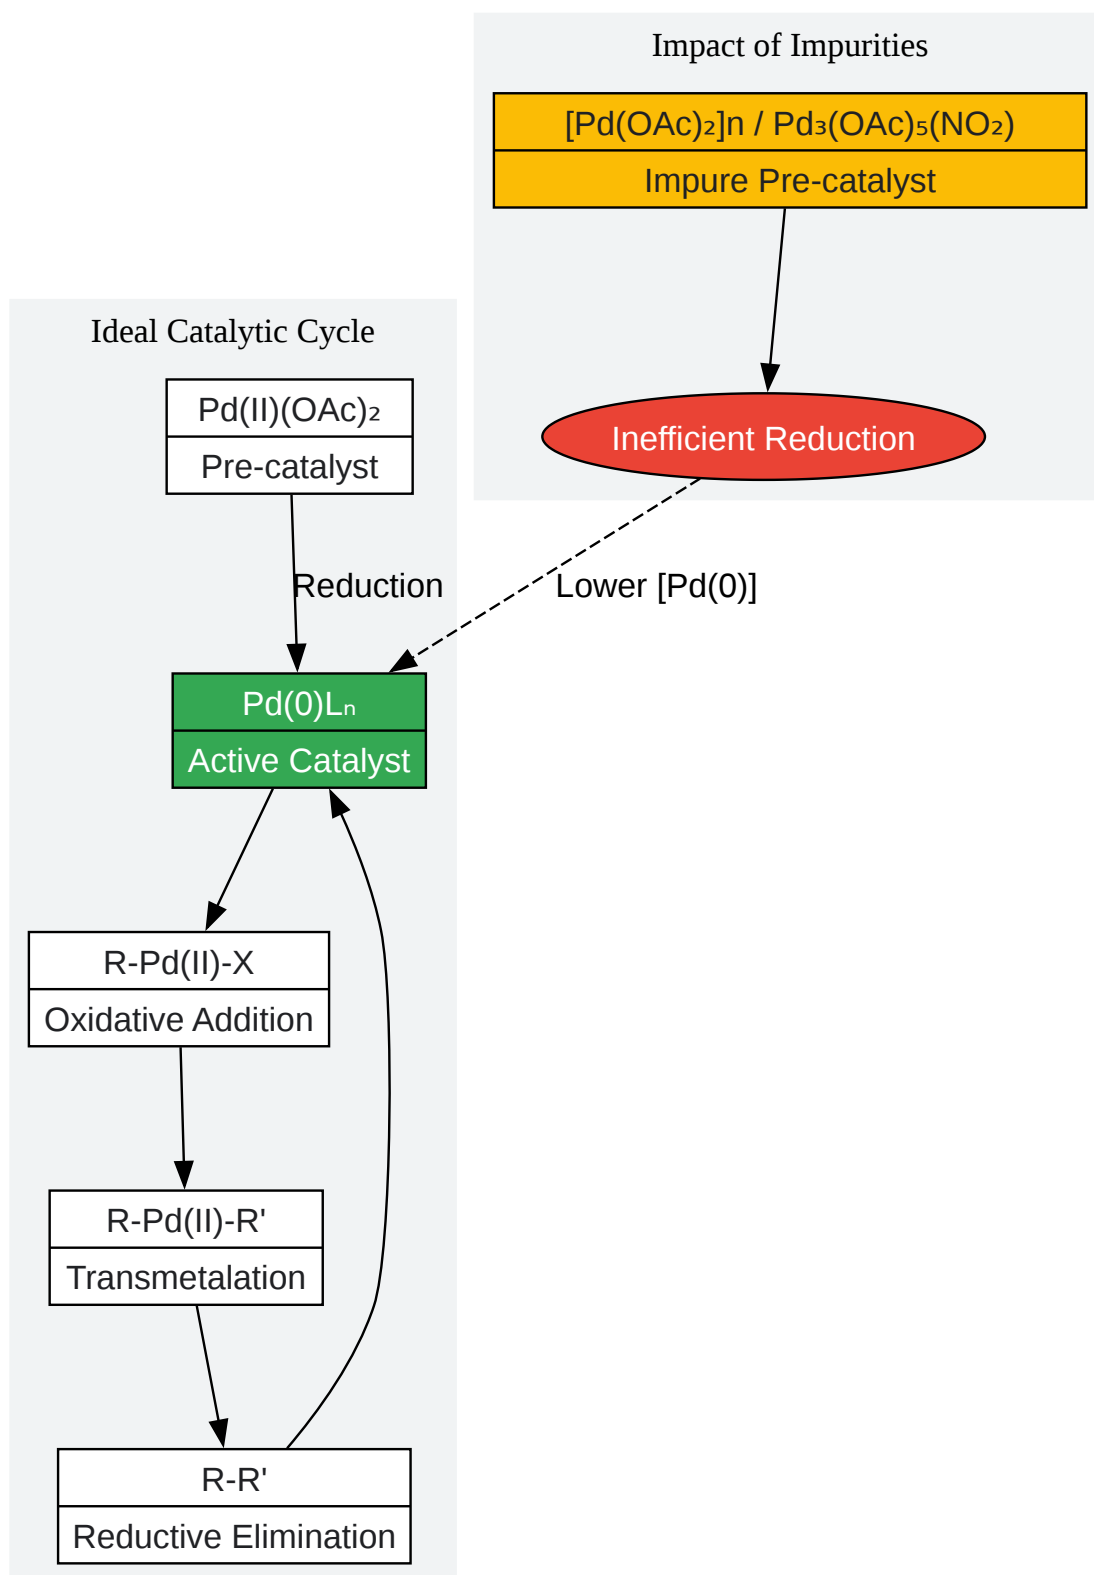 Impact of Impurities
[Pd(OAc)₂]n / Pd₃(OAc)₅(NO₂)
Impure Pre-catalyst
Inefficient Reduction
Lower [Pd(0)]
Ideal Catalytic Cycle
Pd(II)(OAc)₂
Pre-catalyst
Reduction
Pd(0)Lₙ
Active Catalyst
R-Pd(II)-X
Oxidative Addition
R-Pd(II)-R'
Transmetalation
R-R'
Reductive Elimination